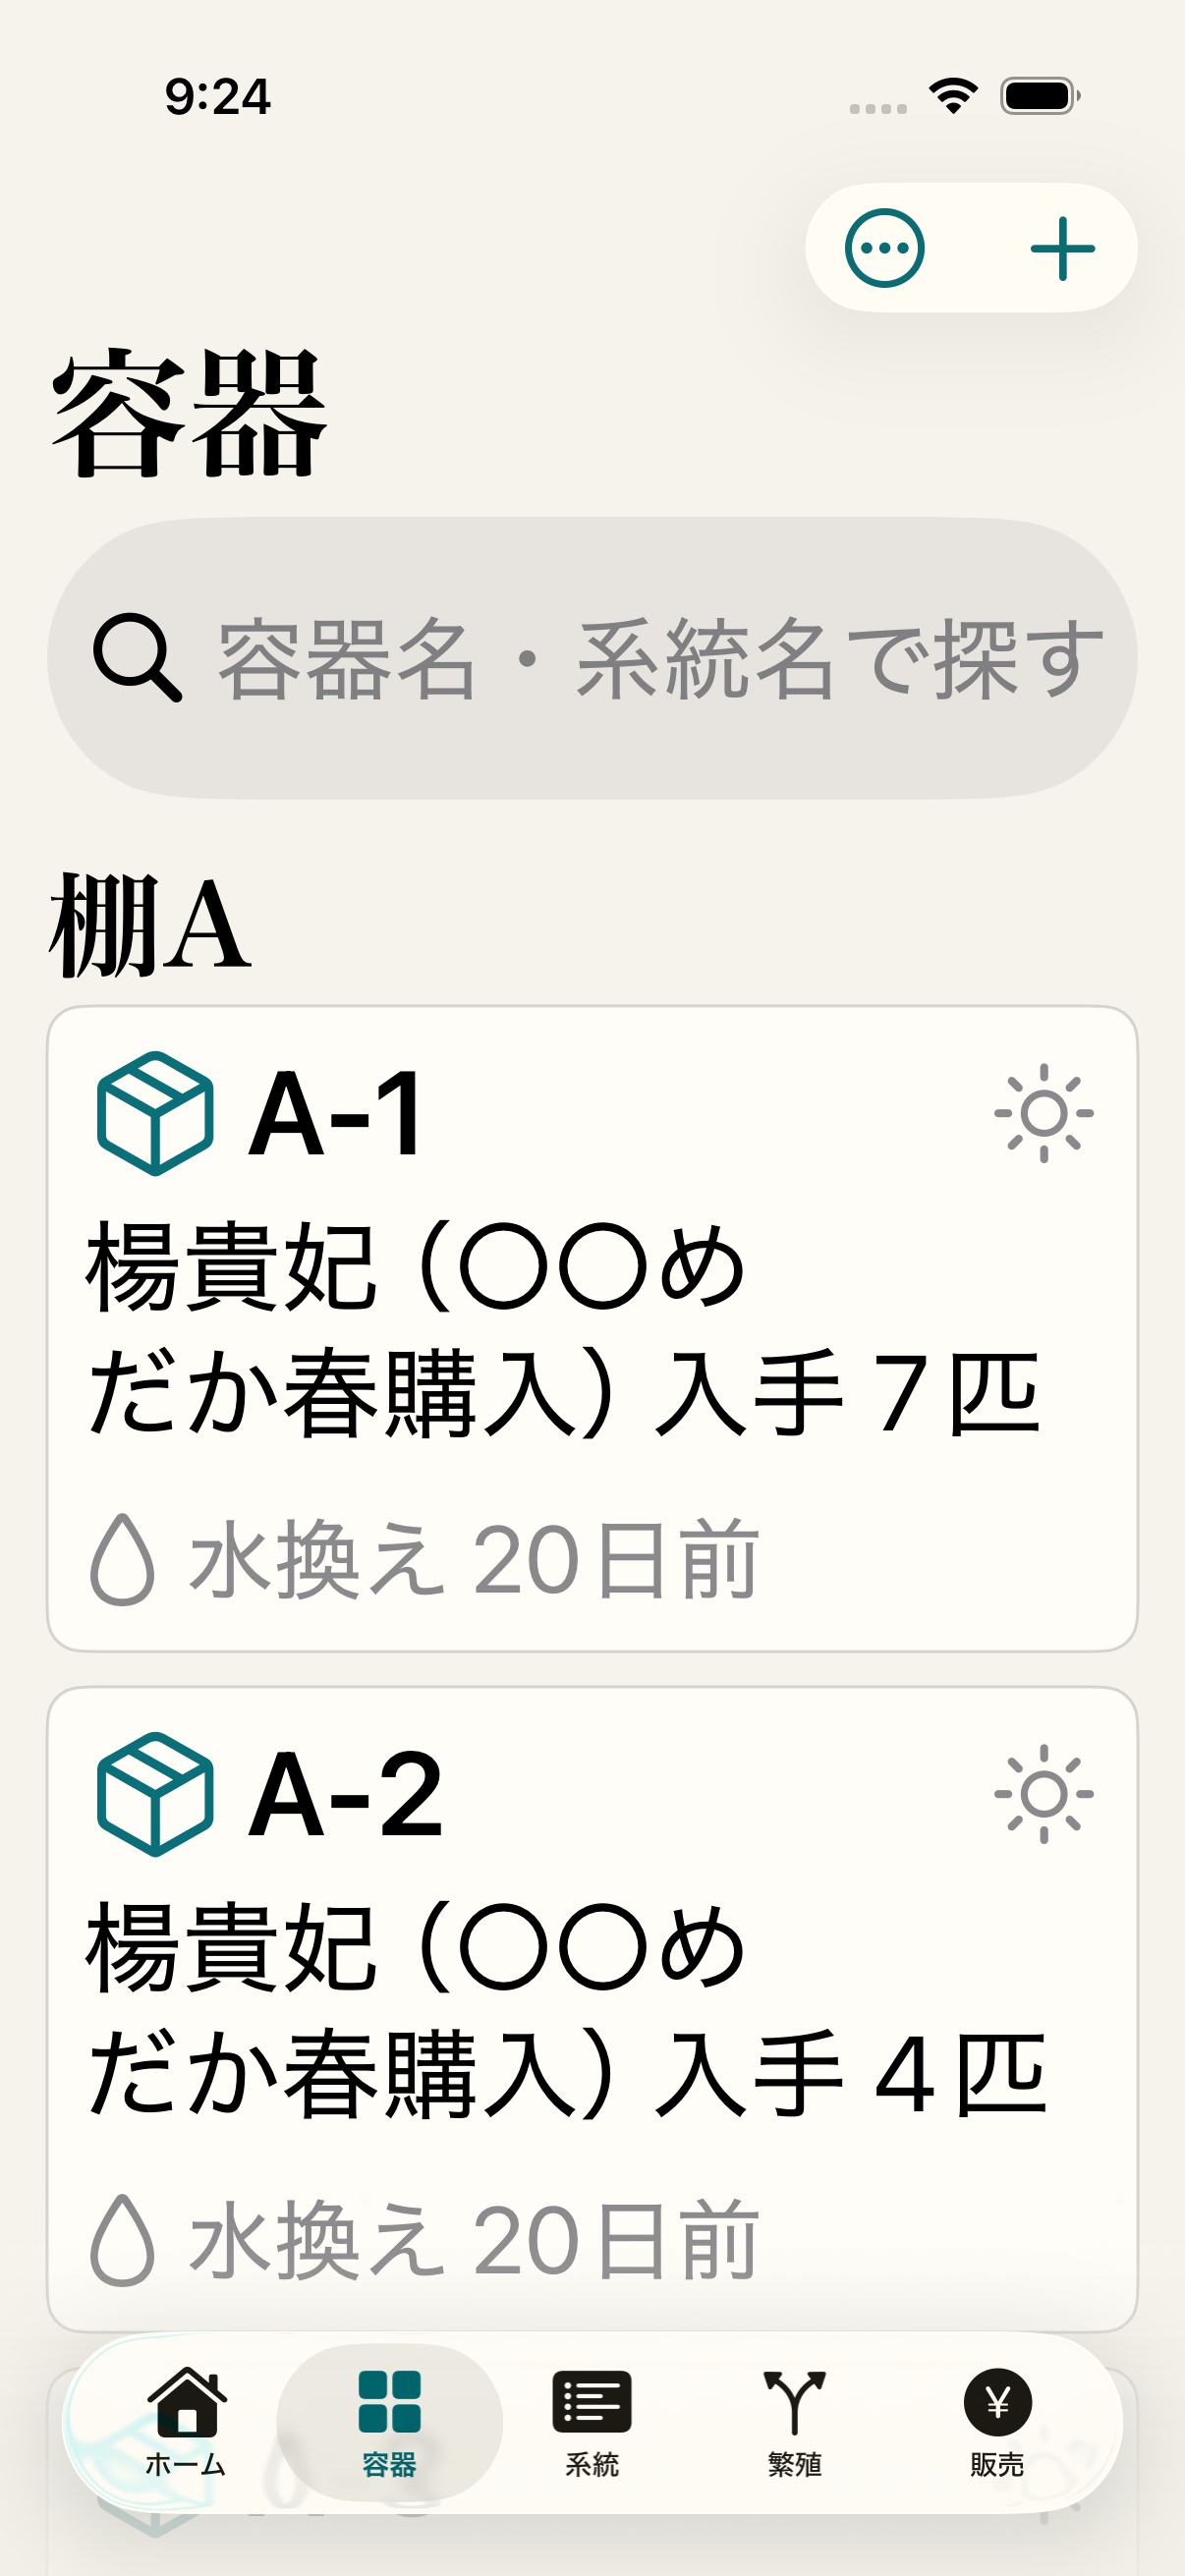 9:24
容器
容器名・系統名で探す
棚A
A-1
楊貴妃（〇〇め
だか春購入）入手 7 匹
水換え 20日前
A-2
楊貴妃（〇〇め
だか春購入）入手 4 匹
水換え 20日前
ホーム
容器
系統
繁殖
販売